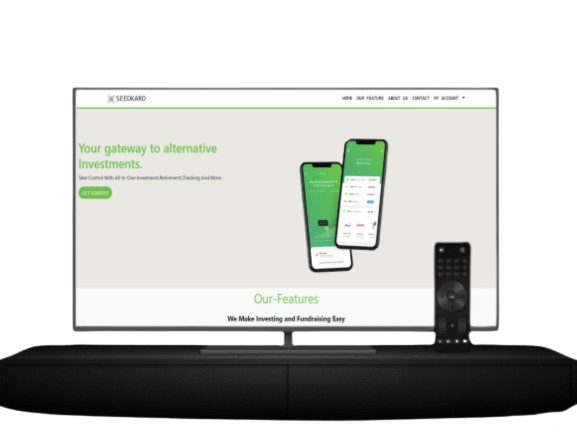 SEEDKARO
HOME OUR FEATURE ABOUT US CONTACT MY ACCOUNT
Your gateway to alternative
Investments.
Take Control With All-in-One Investment,Retirement,Checking And More.
GET STARTED
Our-Features
We Make Investing and Fundraising Easy